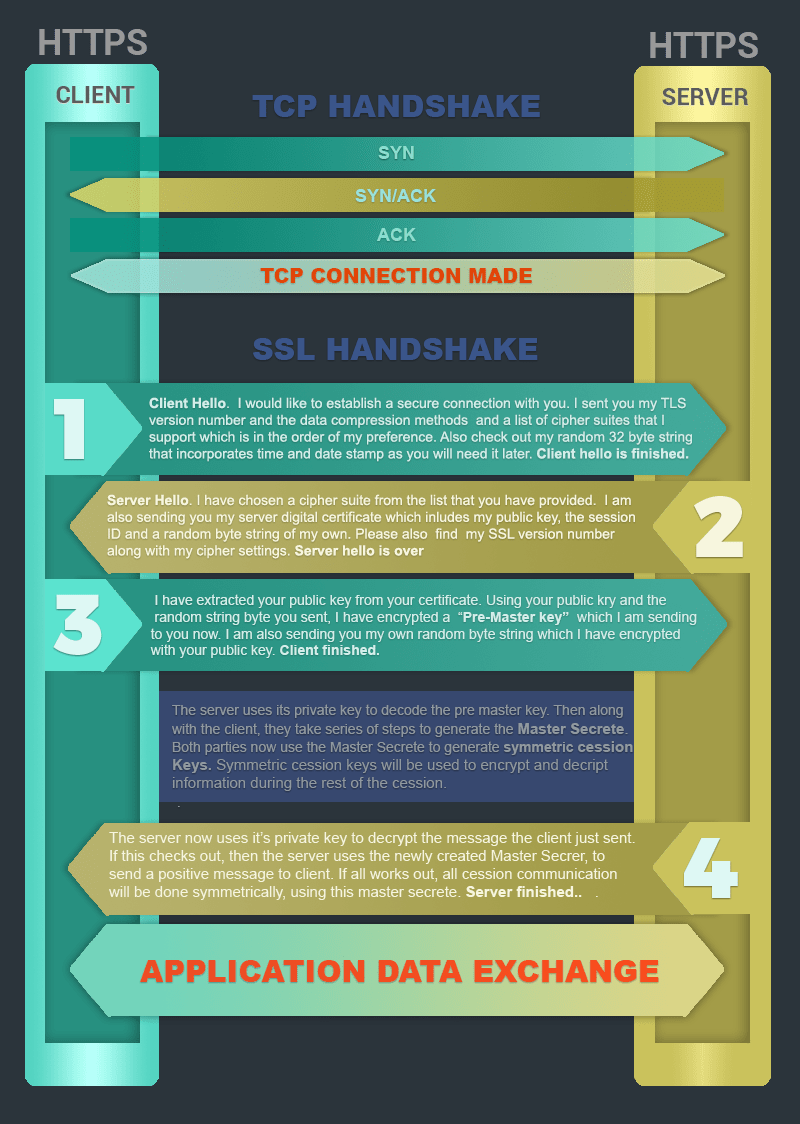 HTTPS
HTTPS
CLIENT
SERVER
TCP HANDSHAKE
SYN
SYN/ACK
ACK
TCP CONNECTION MADE
SSL HANDSHAKE
1
Client Hello.  I would like to establish a secure connection with you. I sent you my TLS
version number and the data compression methods  and a list of cipher suites that I
support which is in the order of my preference. Also check out my random 32 byte string
that incorporates time and date stamp as you will need it later. Client hello is finished.
2
Server Hello. I have chosen a cipher suite from the list that you have provided.  I am
also sending you my server digital certificate which inludes my public key, the session
ID and a random byte string of my own. Please also  find  my SSL version number
along with my cipher settings. Server hello is over
3
I have extracted your public key from your certificate. Using your public kry and the
random string byte you sent, I have encrypted a  “Pre-Master key”  which I am sending
to you now. I am also sending you my own random byte string which I have encrypted
with your public key. Client finished.
The server uses its private key to decode the pre master key. Then along
with the client, they take series of steps to generate the Master Secrete.
Both parties now use the Master Secrete to generate symmetric cession
Keys. Symmetric cession keys will be used to encrypt and decript
information during the rest of the cession.
.
4
The server now uses it’s private key to decrypt the message the client just sent.
If this checks out, then the server uses the newly created Master Secrer, to
send a positive message to client. If all works out, all cession communication
will be done symmetrically, using this master secrete. Server finished..   .
APPLICATION DATA EXCHANGE